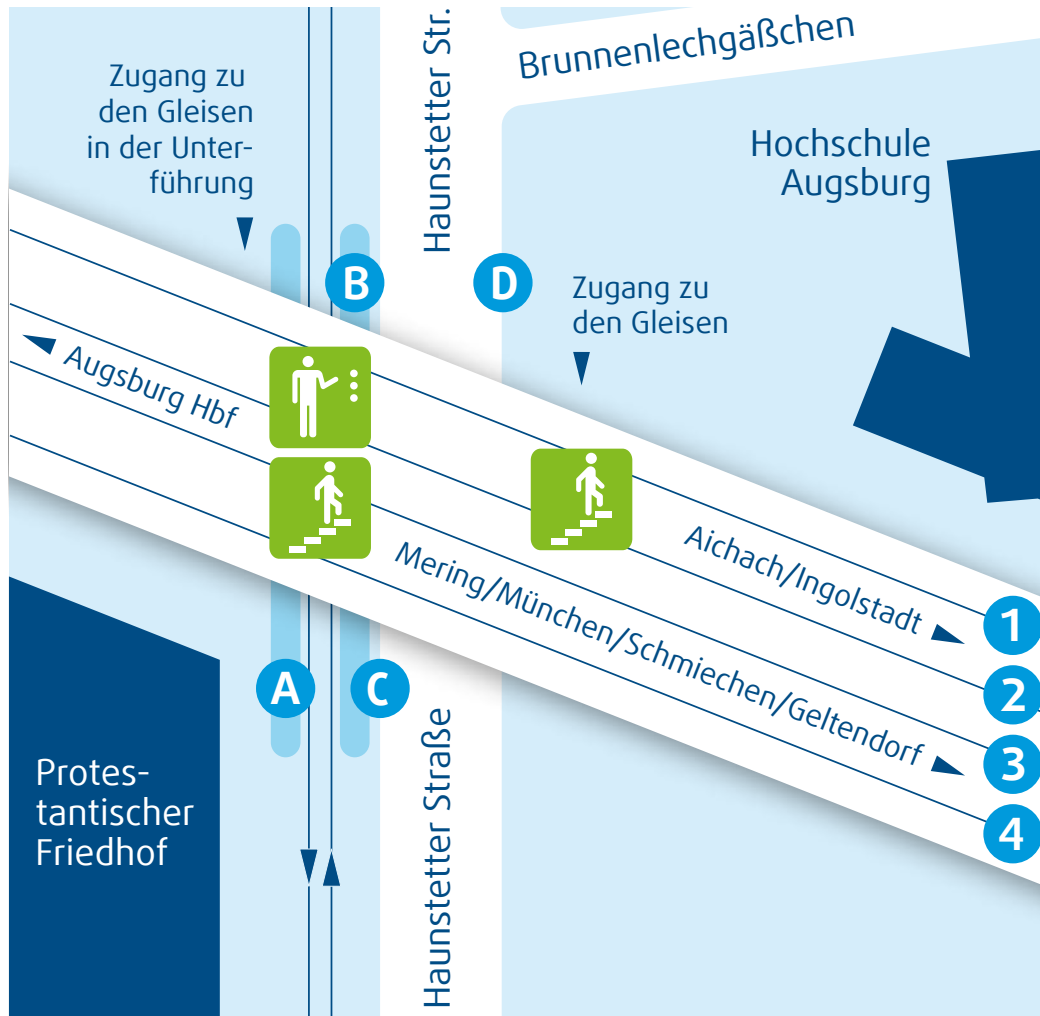 Haunstetter Str.
Brunnenlechgäßchen
Zugang zu
den Gleisen
in der Unter-
führung
Hochschule
Augsburg
B
D
Zugang zu
den Gleisen
Augsburg Hbf
Aichach/Ingolstadt
Mering/München/Schmiechen/Geltendorf
1
2
3
4
A
C
Haunstetter Straße
Protes-
tantischer
Friedhof